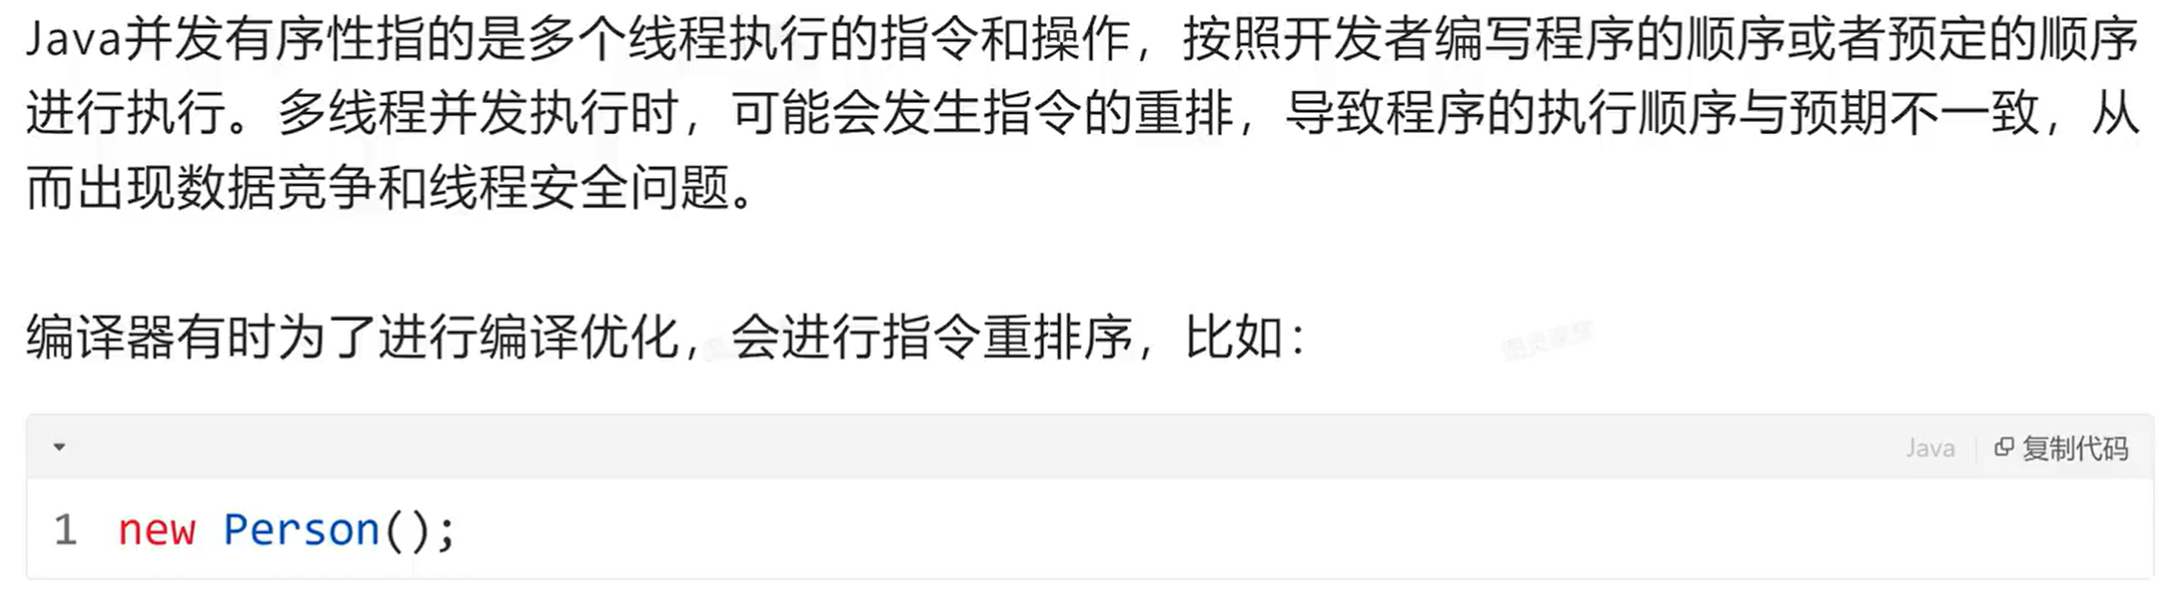 Java并发有序性指的是多个线程执行的指令和操作，按照开发者编写程序的顺序或者预定的顺序
进行执行。多线程并发执行时，可能会发生指令的重排，导致程序的执行顺序与预期不一致，从
而出现数据竞争和线程安全问题。
编译器有时为了进行编译优化，会进行指令重排序，比如：
Java 复制代码
1 new Person();